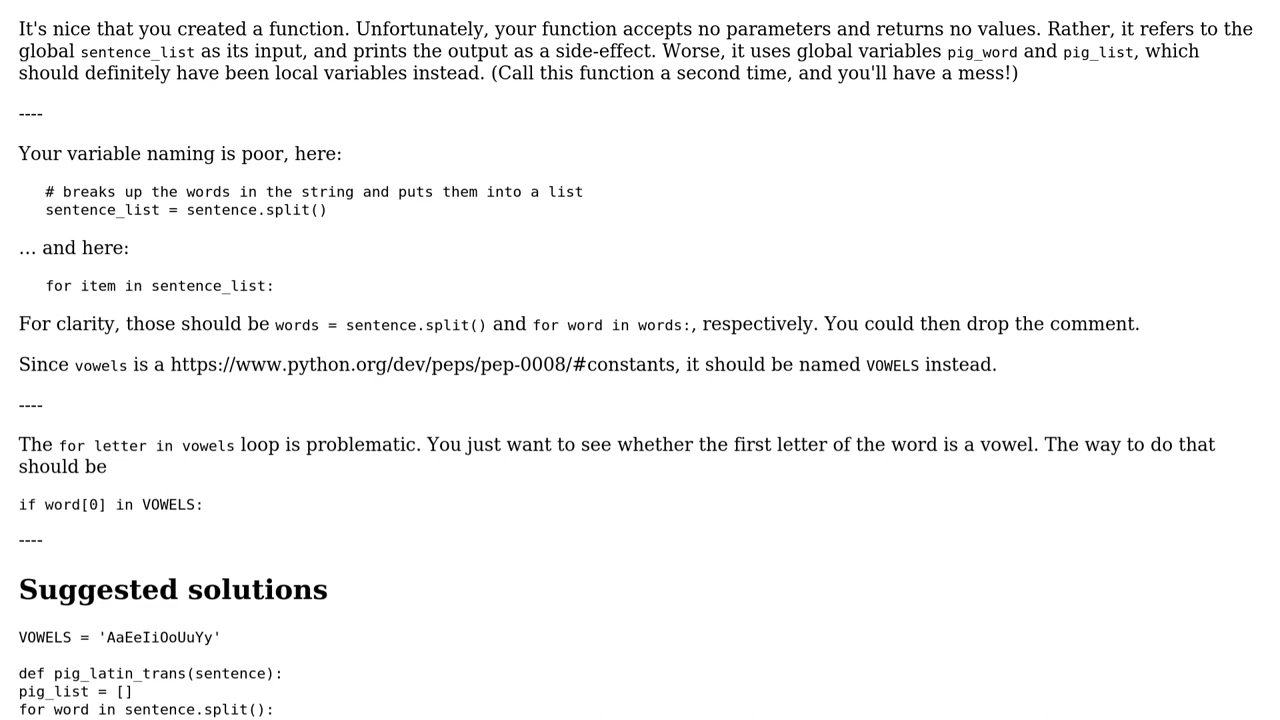 It's nice that you created a function. Unfortunately, your function accepts no parameters and returns no values. Rather, it refers to the
global sentence_list as its input, and prints the output as a side-effect. Worse, it uses global variables pig_word and pig_list, which
should definitely have been local variables instead. (Call this function a second time, and you'll have a mess!)
----
Your variable naming is poor, here:
# breaks up the words in the string and puts them into a list
sentence_list = sentence.split()
… and here:
for item in sentence_list:
For clarity, those should be words = sentence.split() and for word in words:, respectively. You could then drop the comment.
Since vowels is a https://www.python.org/dev/peps/pep-0008/#constants, it should be named VOWELS instead.
----
The for letter in vowels loop is problematic. You just want to see whether the first letter of the word is a vowel. The way to do that
should be
if word[0] in VOWELS:
----
Suggested solutions
VOWELS = 'AaEeIiOoUuYy'
def pig_latin_trans(sentence):
pig_list = []
for word in sentence.split():